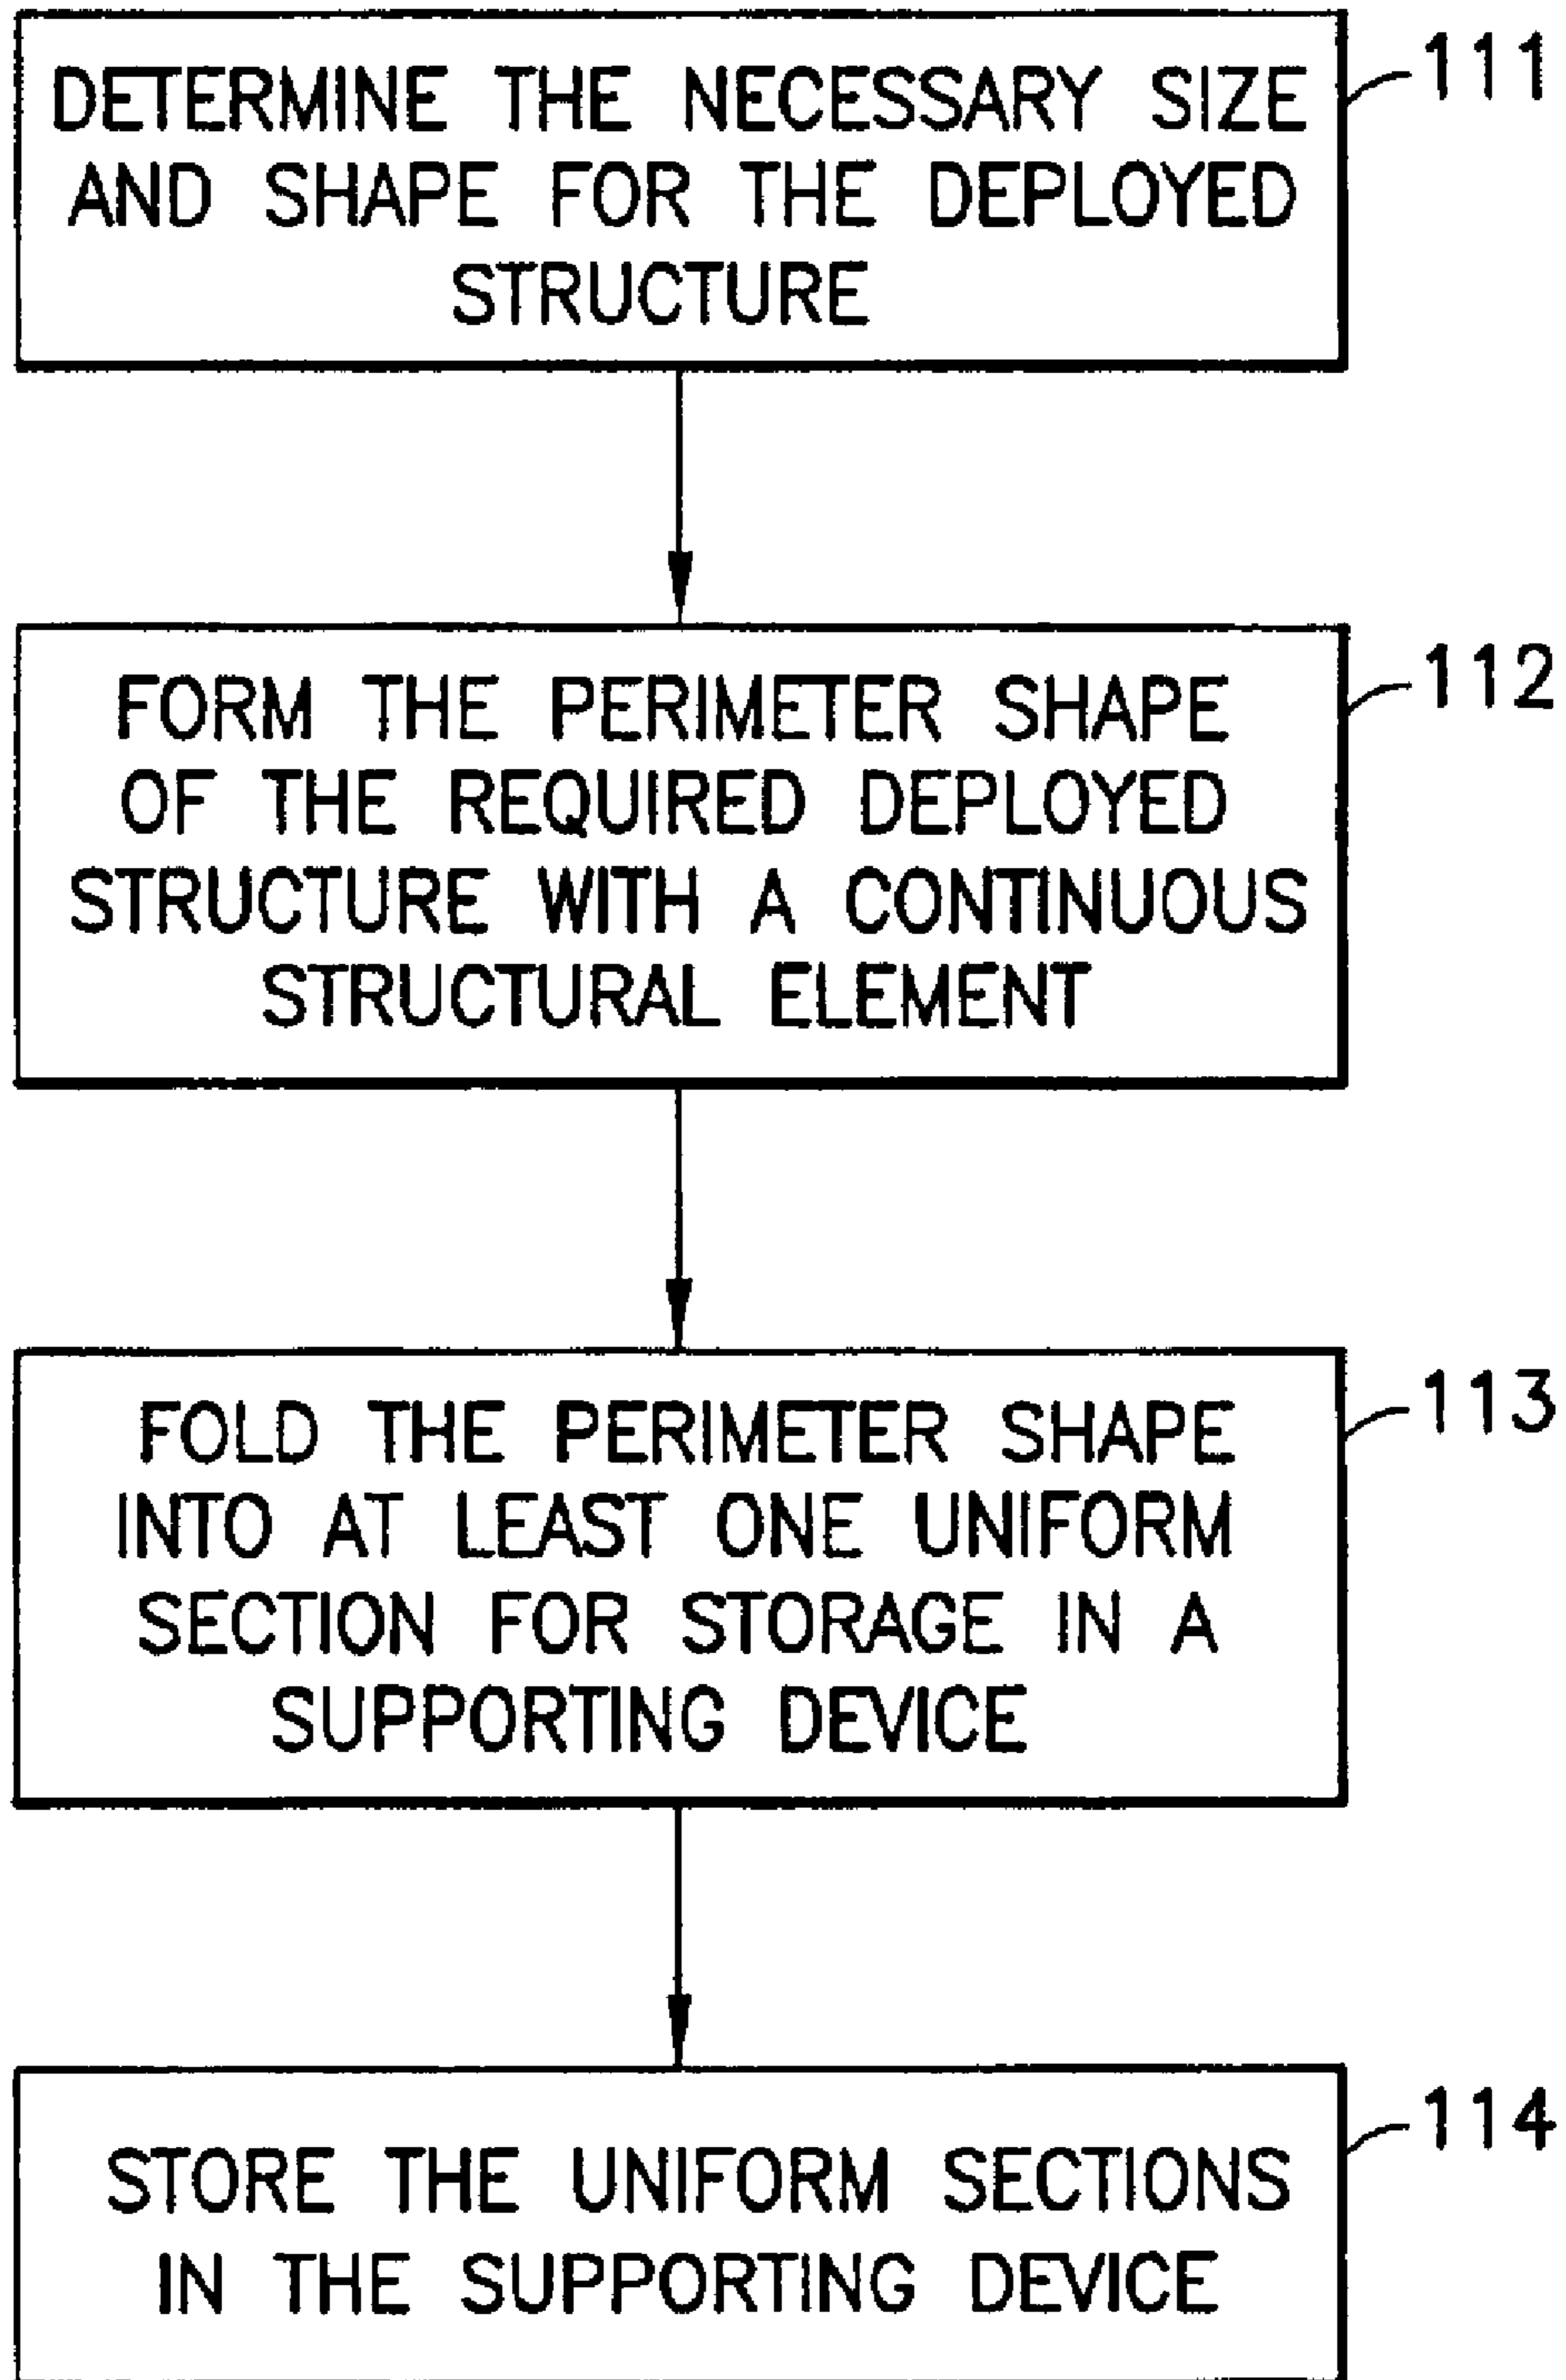 DETERMINE THE NECESSARY SIZE
AND SHAPE FOR THE DEPLOYED
STRUCTURE
111
FORM THE PERIMETER SHAPE
OF THE REQUIRED DEPLOYED
STRUCTURE WITH A CONTINUOUS
STRUCTURAL ELEMENT
112
FOLD THE PERIMETER SHAPE
INTO AT LEAST ONE UNIFORM
SECTION FOR STORAGE IN A
SUPPORTING DEVICE
113
STORE THE UNIFORM SECTIONS
IN THE SUPPORTING DEVICE
114